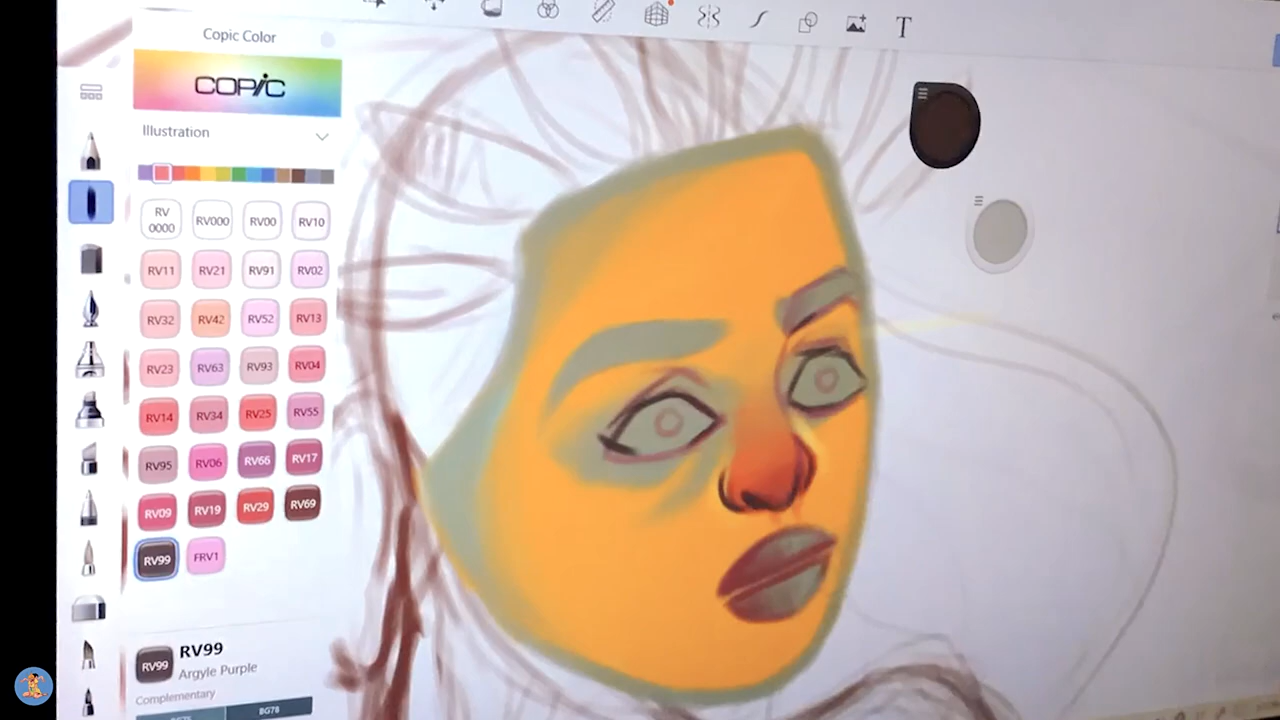 T
Copic Color
COPIC
Illustration
RV 0000 RV000 RV00 RV10
RV11 RV21 RV91 RV02
RV32 RV42 RV52 RV13
RV23 RV63 RV93 RV04
RV14 RV34 RV25 RV55
RV95 RV06 RV66 RV17
RV09 RV19 RV29 RV69
RV99 FRV1
RV99 RV99
Argyle Purple
Complementary
BG78